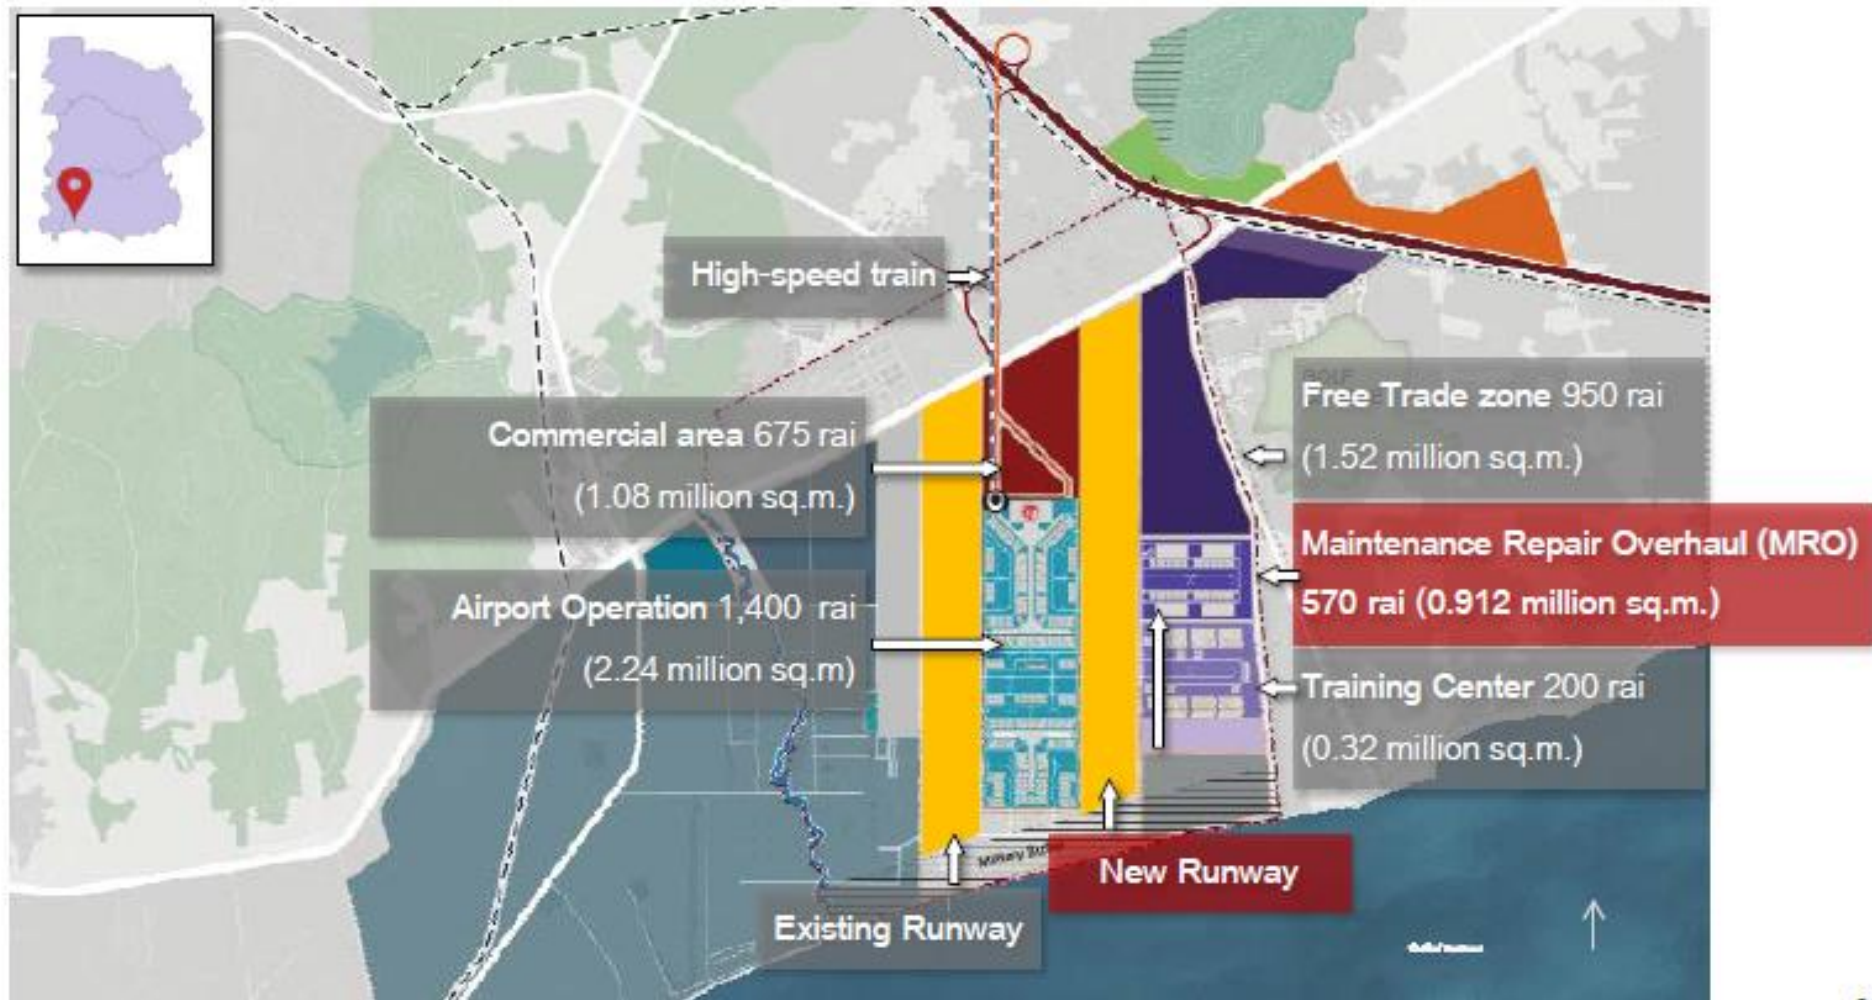 High-speed train
Commercial area 675 rai
(1.08 million sq.m.)
Airport Operation 1,400 rai
(2.24 million sq.m)
Free Trade zone 950 rai
(1.52 million sq.m.)
Maintenance Repair Overhaul (MRO)
570 rai (0.912 million sq.m.)
Training Center 200 rai
(0.32 million sq.m.)
New Runway
Existing Runway